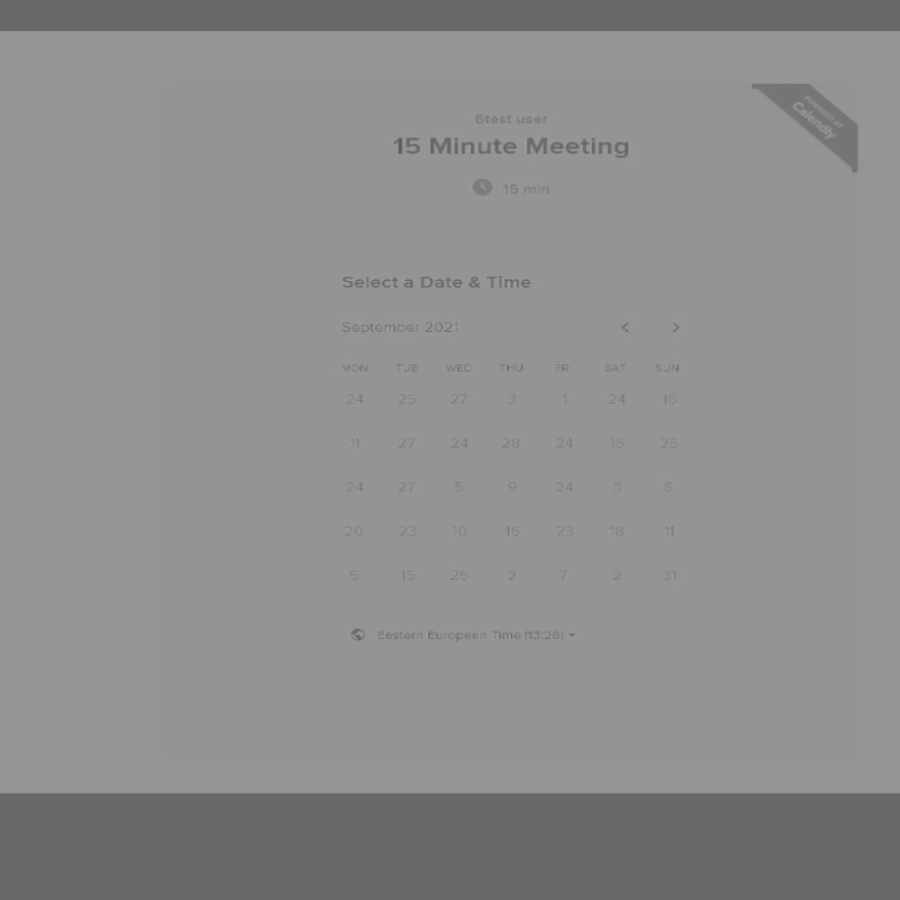 POWERED BY
Calendly
6test user
15 Minute Meeting
15 min
Select a Date & Time
September 2021
MON TUE WED THU FRI SAT SUN
24 25 27 3 1 24 15
11 27 24 28 24 15 25
24 27 5 9 24 3 6
20 23 10 16 23 18 11
5 15 26 2 7 2 31
Eastern European Time (13:26)